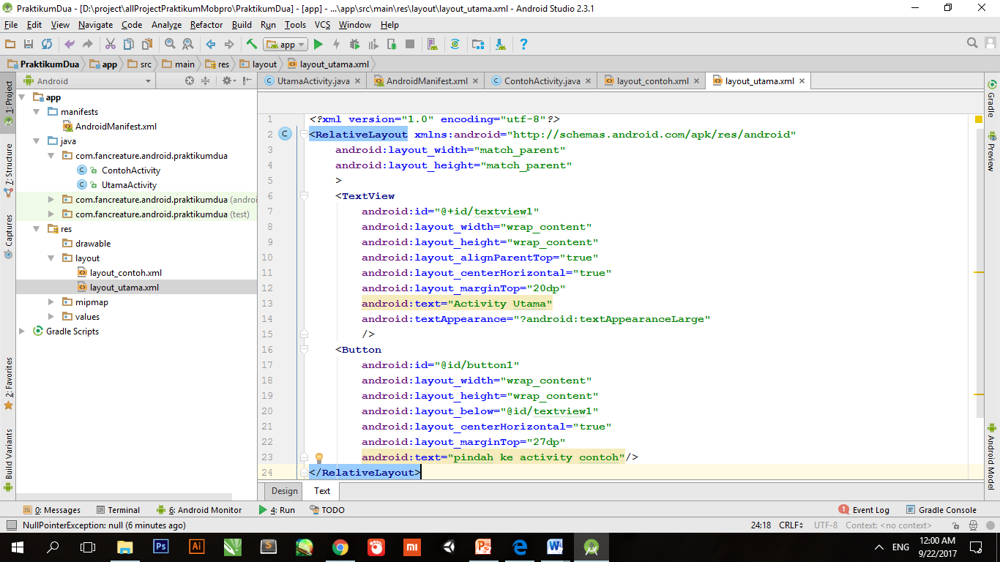 PraktikumDua - [D:\project\allProjectPraktikumMobpro\PraktikumDua] - [app] - ...\app\src\main\res\layout\layout_utama.xml - Android Studio 2.3.1
File Edit View Navigate Code Analyze Refactor Build Run Tools VCS Window Help
app
PraktikumDua app src main res layout layout_utama.xml
Android
UtamaActivity.java AndroidManifest.xml ContohActivity.java layout_contoh.xml layout_utama.xml
1: Project
7: Structure
Captures
2: Favorites
Build Variants
app
manifests
AndroidManifest.xml
java
com.fancreature.android.praktikumdua
ContohActivity
UtamaActivity
com.fancreature.android.praktikumdua (androi
com.fancreature.android.praktikumdua (test)
res
drawable
layout
layout_contoh.xml
layout_utama.xml
mipmap
values
Gradle Scripts
1 <?xml version="1.0" encoding="utf-8"?>
2 <RelativeLayout xmlns:android="http://schemas.android.com/apk/res/android"
3 android:layout_width="match_parent"
4 android:layout_height="match_parent"
5 >
6 <TextView
7 android:id="@+id/textview1"
8 android:layout_width="wrap_content"
9 android:layout_height="wrap_content"
10 android:layout_alignParentTop="true"
11 android:layout_centerHorizontal="true"
12 android:layout_marginTop="20dp"
13 android:text="Activity Utama"
14 android:textAppearance="?android:textAppearanceLarge"
15 />
16 <Button
17 android:id="@id/button1"
18 android:layout_width="wrap_content"
19 android:layout_height="wrap_content"
20 android:layout_below="@id/textview1"
21 android:layout_centerHorizontal="true"
22 android:layout_marginTop="27dp"
23 android:text="pindah ke activity contoh"/>
24 </RelativeLayout>
Gradle
Preview
Android Model
Design Text
0: Messages Terminal 6: Android Monitor 4: Run TODO 1 Event Log Gradle Console
NullPointerException: null (6 minutes ago) 24:18 CRLF UTF-8 Context: <no context>
Ps Ai S mi P e W ENG 12:00 AM
9/22/2017